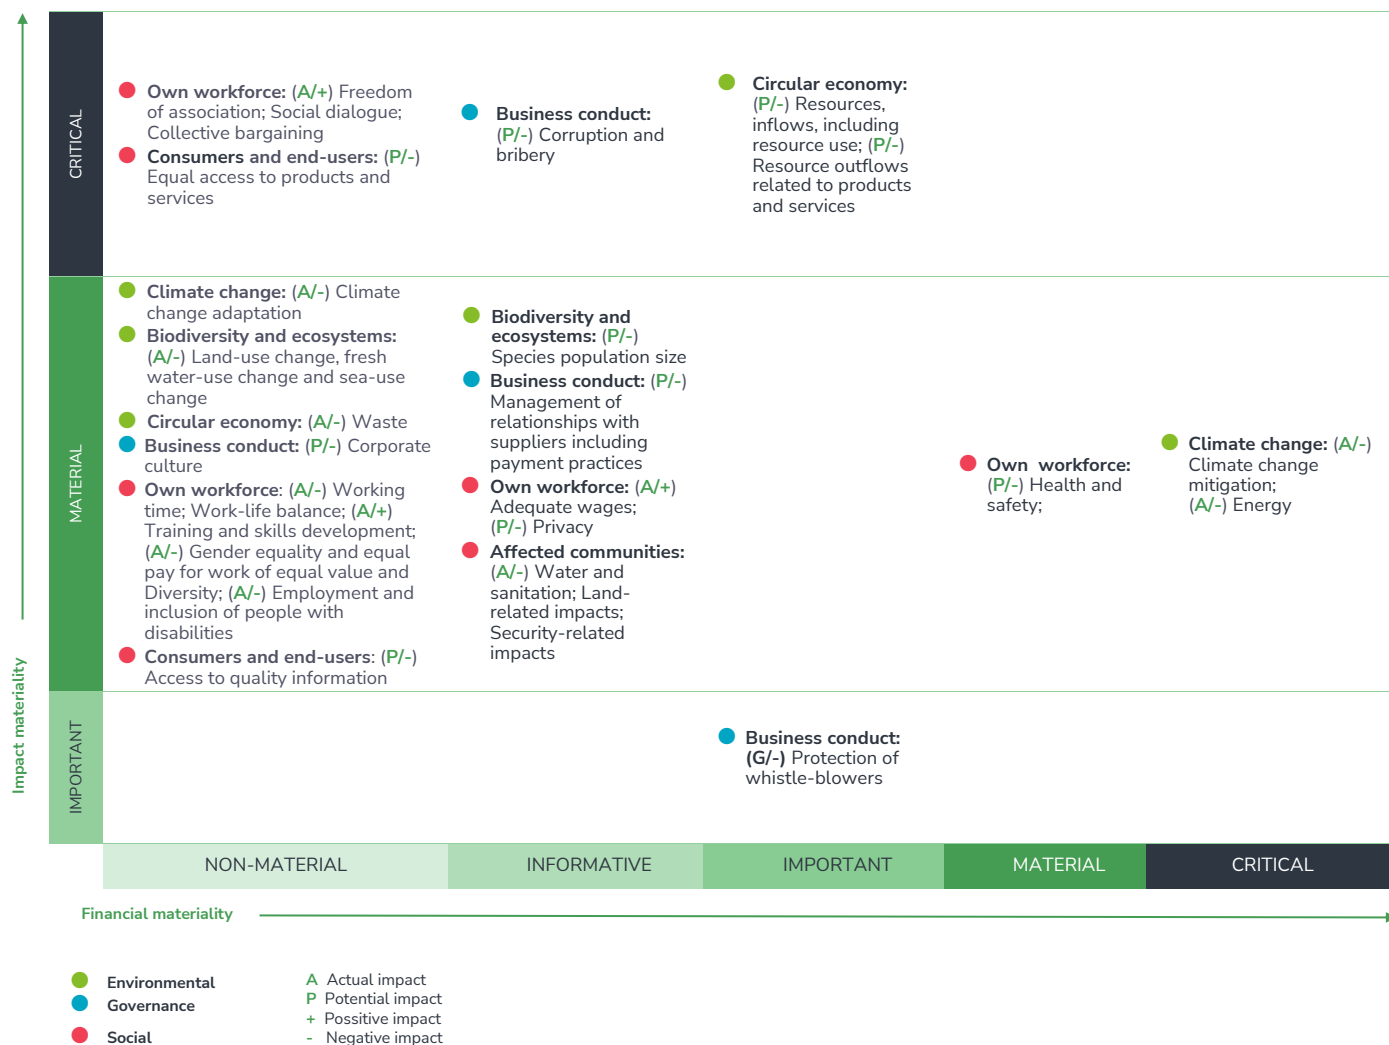 CRITICAL
Own workforce: (A/+) Freedom
of association; Social dialogue;
Collective bargaining
Consumers and end-users: (P/-)
Equal access to products and
services
Business conduct:
(P/-) Corruption and
bribery
Circular economy:
(P/-) Resources,
inflows, including
resource use; (P/-)
Resource outflows
related to products
and services
MATERIAL
Climate change: (A/-) Climate
change adaptation
Biodiversity and ecosystems:
(A/-) Land-use change, fresh
water-use change and sea-use
change
Circular economy: (A/-) Waste
Business conduct: (P/-) Corporate
culture
Own workforce: (A/-) Working
time; Work-life balance; (A/+)
Training and skills development;
(A/-) Gender equality and equal
pay for work of equal value and
Diversity; (A/-) Employment and
inclusion of people with
disabilities
Consumers and end-users: (P/-)
Access to quality information
Biodiversity and
ecosystems: (P/-)
Species population size
Business conduct: (P/-)
Management of
relationships with
suppliers including
payment practices
Own workforce: (A/+)
Adequate wages;
(P/-) Privacy
Affected communities:
(A/-) Water and
sanitation; Land-
related impacts;
Security-related
impacts
Own workforce:
(P/-) Health and
safety;
Climate change: (A/-)
Climate change
mitigation;
(A/-) Energy
Impact materiality
IMPORTANT
Business conduct:
(G/-) Protection of
whistle-blowers
NON-MATERIAL
INFORMATIVE
IMPORTANT
MATERIAL
CRITICAL
Financial materiality
Environmental
Governance
Social
A Actual impact
P Potential impact
+ Possitive impact
- Negative impact